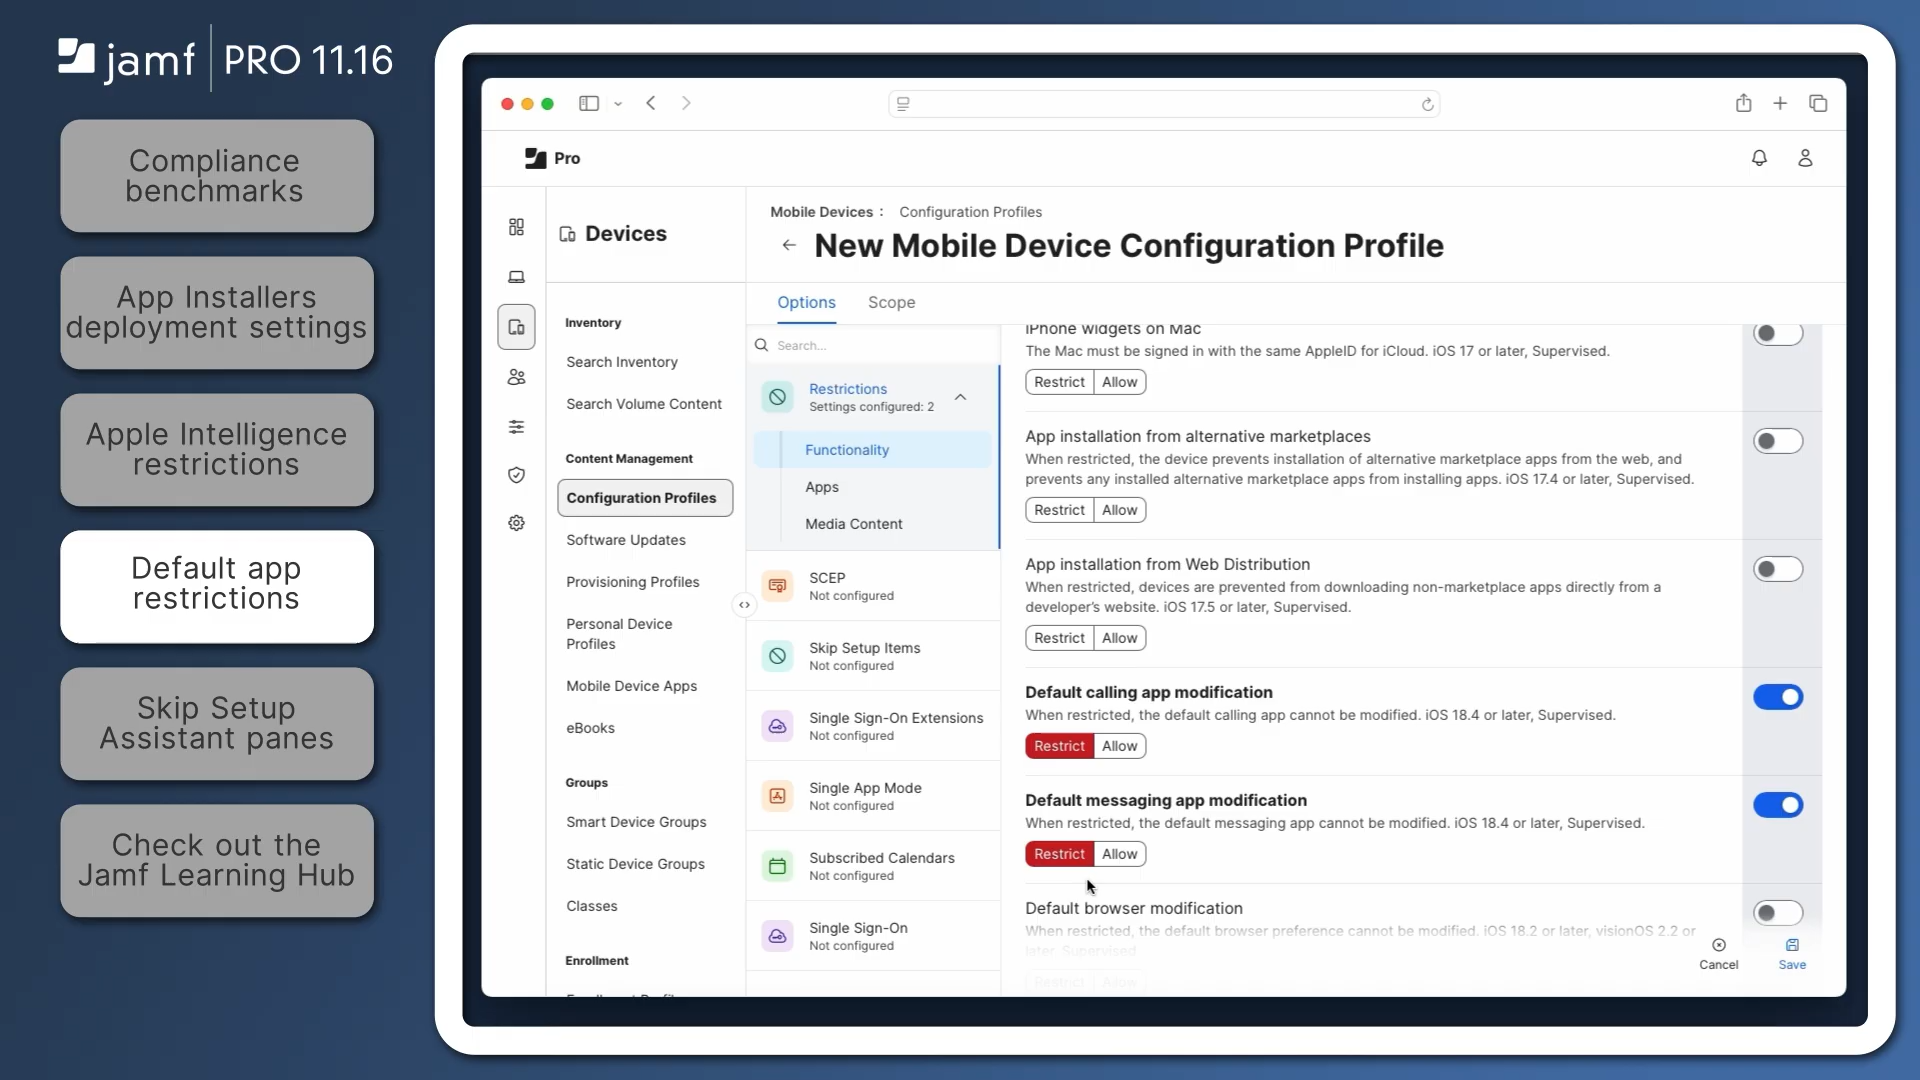 jamf | PRO 11.16
Compliance
benchmarks
App Installers
deployment settings
Apple Intelligence
restrictions
Default app
restrictions
Skip Setup
Assistant panes
Check out the
Jamf Learning Hub
Pro
Devices
Inventory
Search Inventory
Search Volume Content
Content Management
Configuration Profiles
Software Updates
Provisioning Profiles
Personal Device
Profiles
Mobile Device Apps
eBooks
Groups
Smart Device Groups
Static Device Groups
Classes
Enrollment
Mobile Devices : Configuration Profiles
← New Mobile Device Configuration Profile
Options Scope
Search...
Restrictions
Settings configured: 2
Functionality
Apps
Media Content
SCEP
Not configured
Skip Setup Items
Not configured
Single Sign-On Extensions
Not configured
Single App Mode
Not configured
Subscribed Calendars
Not configured
Single Sign-On
Not configured
iPhone widgets on Mac
The Mac must be signed in with the same AppleID for iCloud. iOS 17 or later, Supervised.
Restrict Allow
App installation from alternative marketplaces
When restricted, the device prevents installation of alternative marketplace apps from the web, and
prevents any installed alternative marketplace apps from installing apps. iOS 17.4 or later, Supervised.
Restrict Allow
App installation from Web Distribution
When restricted, devices are prevented from downloading non-marketplace apps directly from a
developer’s website. iOS 17.5 or later, Supervised.
Restrict Allow
Default calling app modification
When restricted, the default calling app cannot be modified. iOS 18.4 or later, Supervised.
Restrict Allow
Default messaging app modification
When restricted, the default messaging app cannot be modified. iOS 18.4 or later, Supervised.
Restrict Allow
Default browser modification
When restricted, the default browser preference cannot be modified. iOS 18.2 or later, visionOS 2.2 or
later, Supervised.
Restrict Allow
Cancel Save